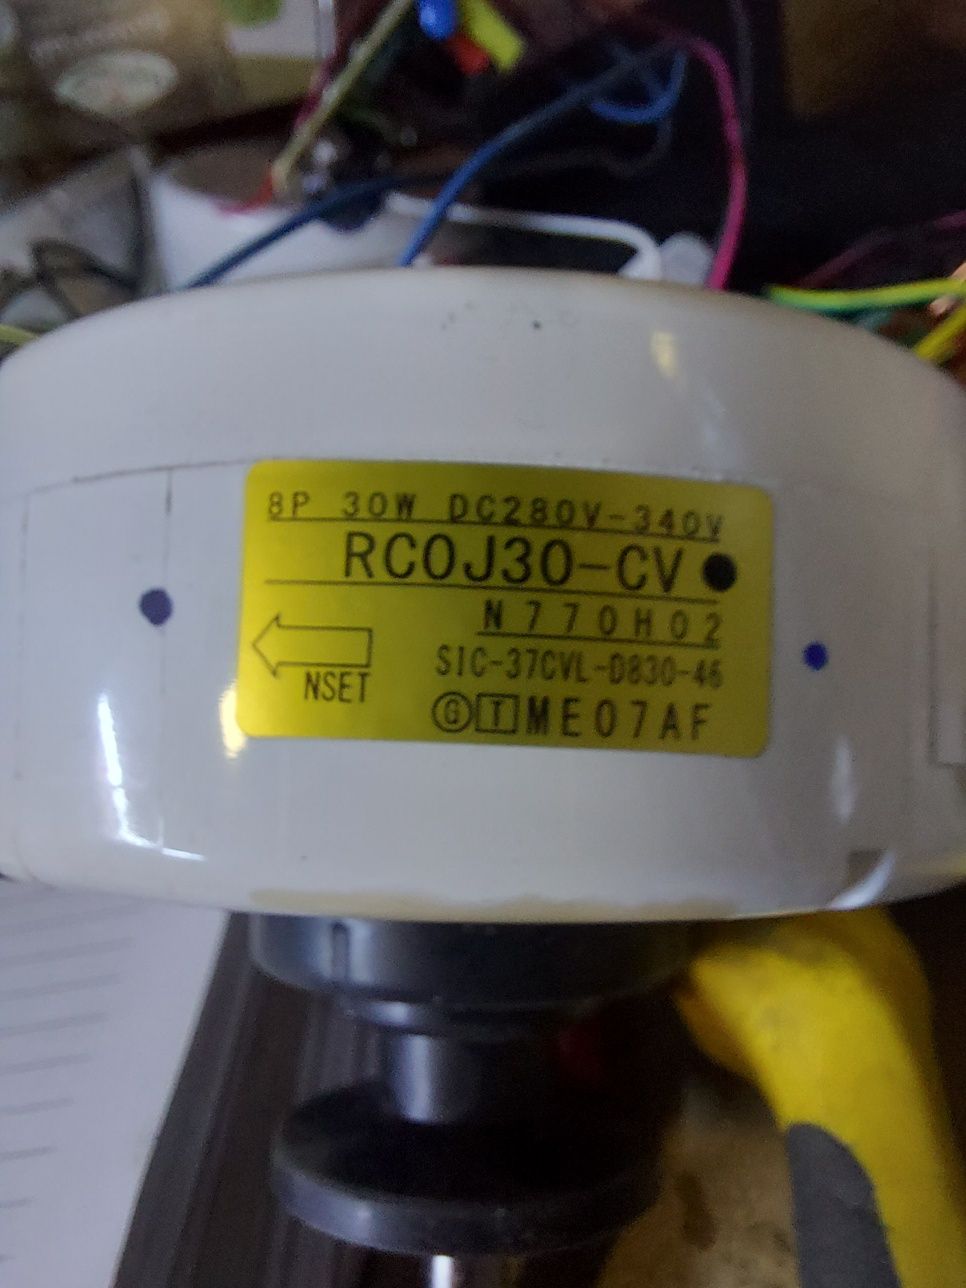 8P 30W DC280V-340V
RC0J30-CV●
N770H02
SIC-37CVL-D830-46
NSET
Ⓖ🅃ME07AF